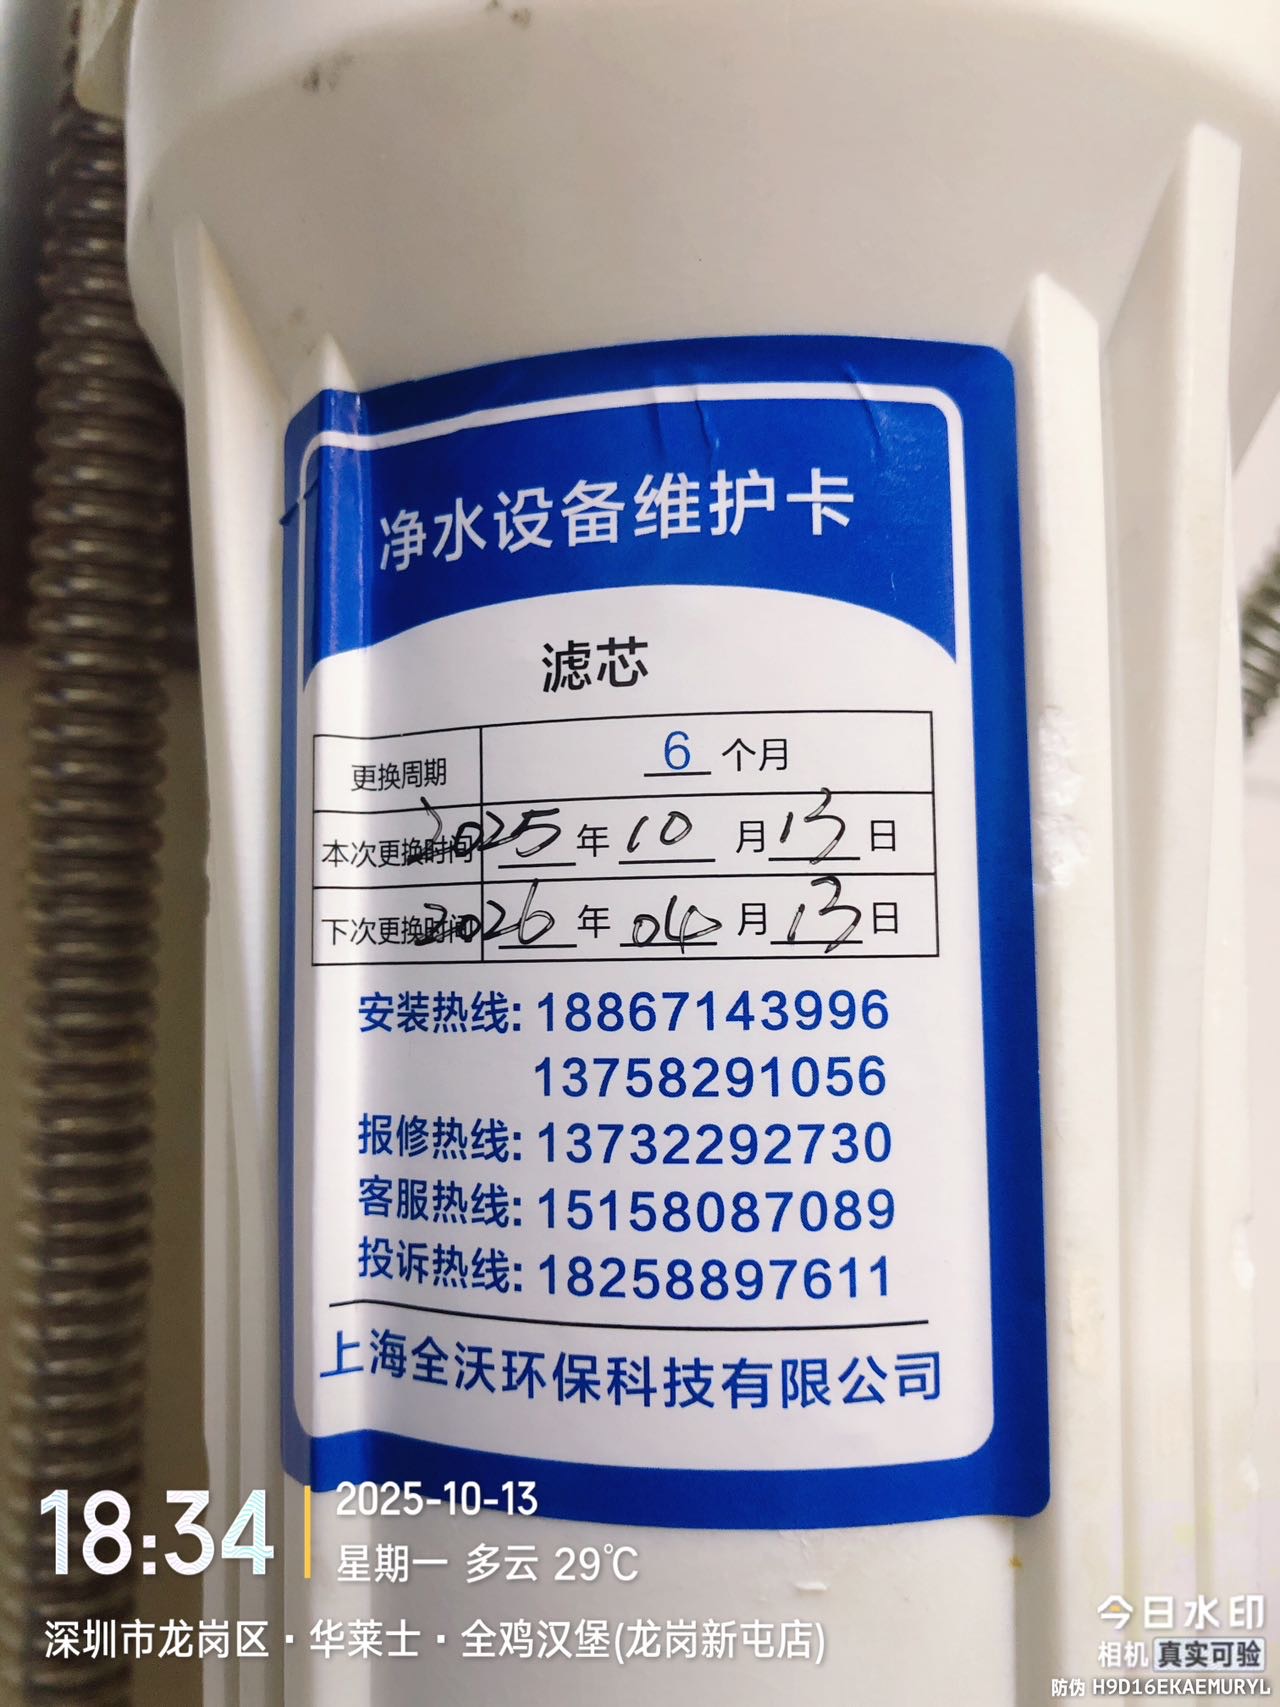 净水设备维护卡
滤芯
更换周期 6 个月
本次更换时间 2025 年 10 月 13 日
下次更换时间 2026 年 04 月 13 日
安装热线: 18867143996
13758291056
报修热线: 13732292730
客服热线: 15158087089
投诉热线: 18258897611
上海全沃环保科技有限公司
18:34
2025-10-13
星期一 多云 29℃
深圳市龙岗区·华莱士·全鸡汉堡(龙岗新屯店)
今日水印
相机 真实可验
防伪 H9D16EKAEMURYL